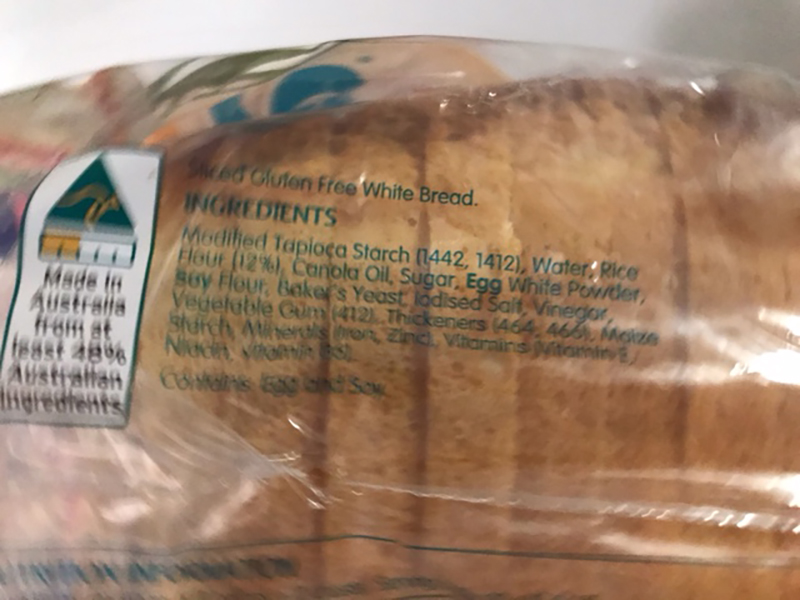 Made in
Australia
from at
least 48%
Australian
Ingredients
Sliced Gluten Free White Bread.
INGREDIENTS
Modified Tapioca Starch (1442, 1412), Water, Rice
Flour (12%), Canola Oil, Sugar, Egg White Powder,
Soy Flour, Baker's Yeast, Iodised Salt, Vinegar,
Vegetable Gum (412), Thickeners (464, 466), Maize
Starch, Minerals (Iron, Zinc), Vitamins (Vitamin E,
Niacin, Vitamin B6).
Contains: Egg and Soy.
NUTRITION INFORMATION